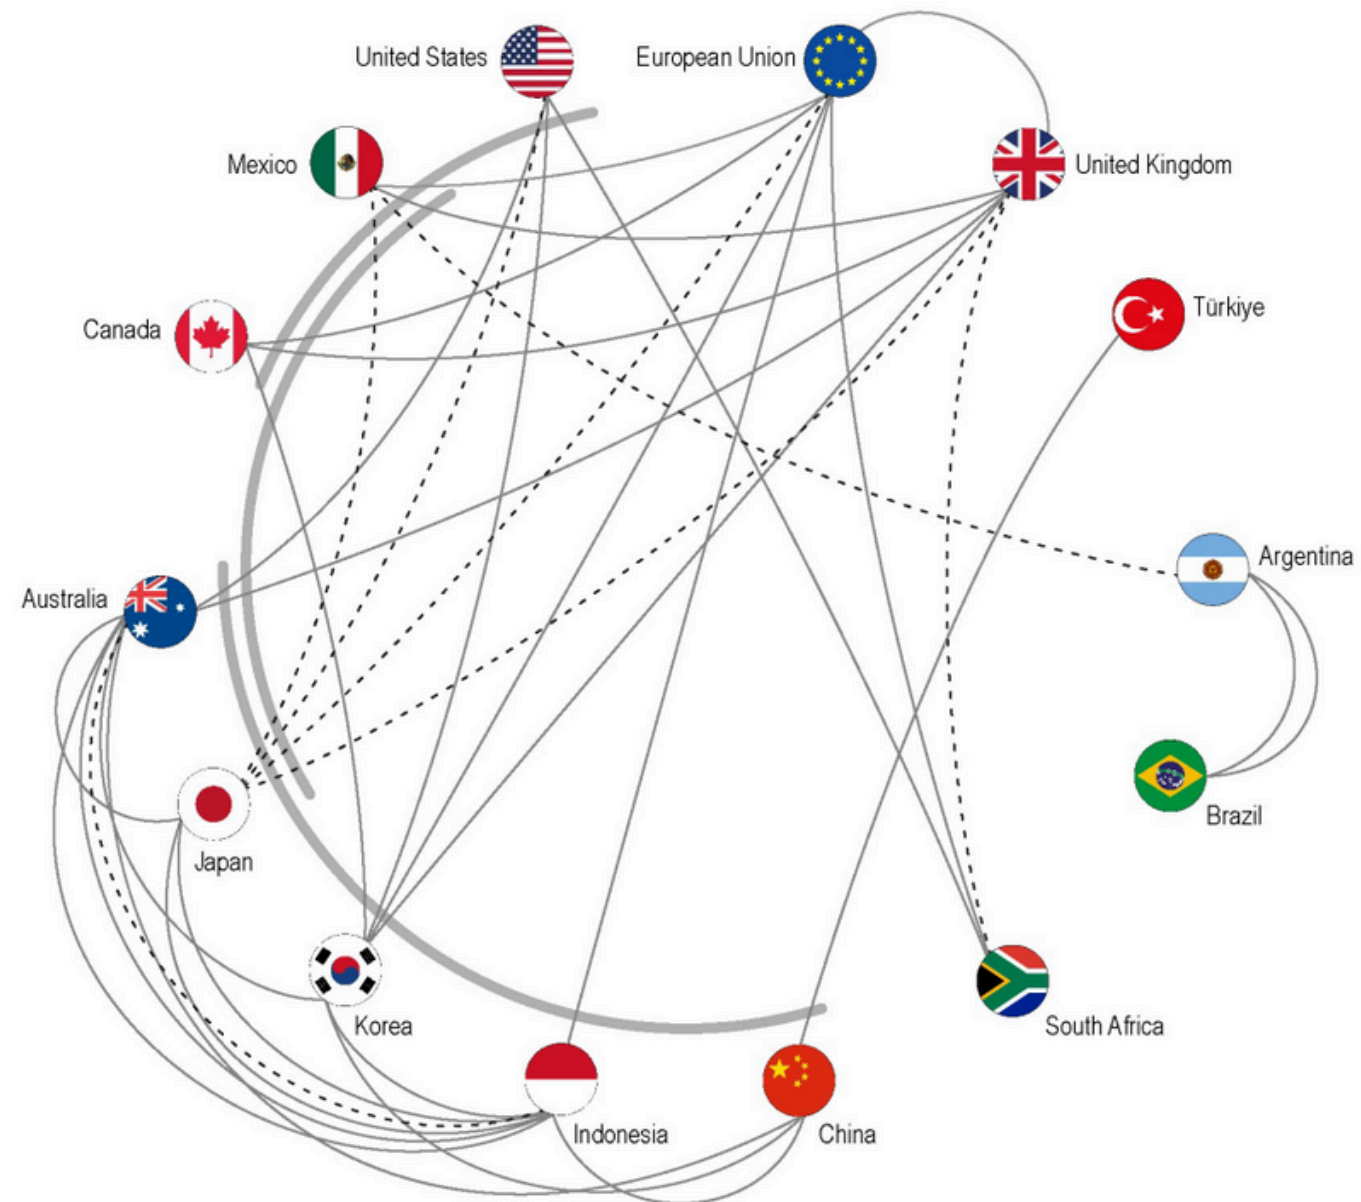 United States
European Union
Mexico
United Kingdom
Türkiye
Canada
Argentina
Australia
Brazil
Japan
Korea
South Africa
Indonesia
China